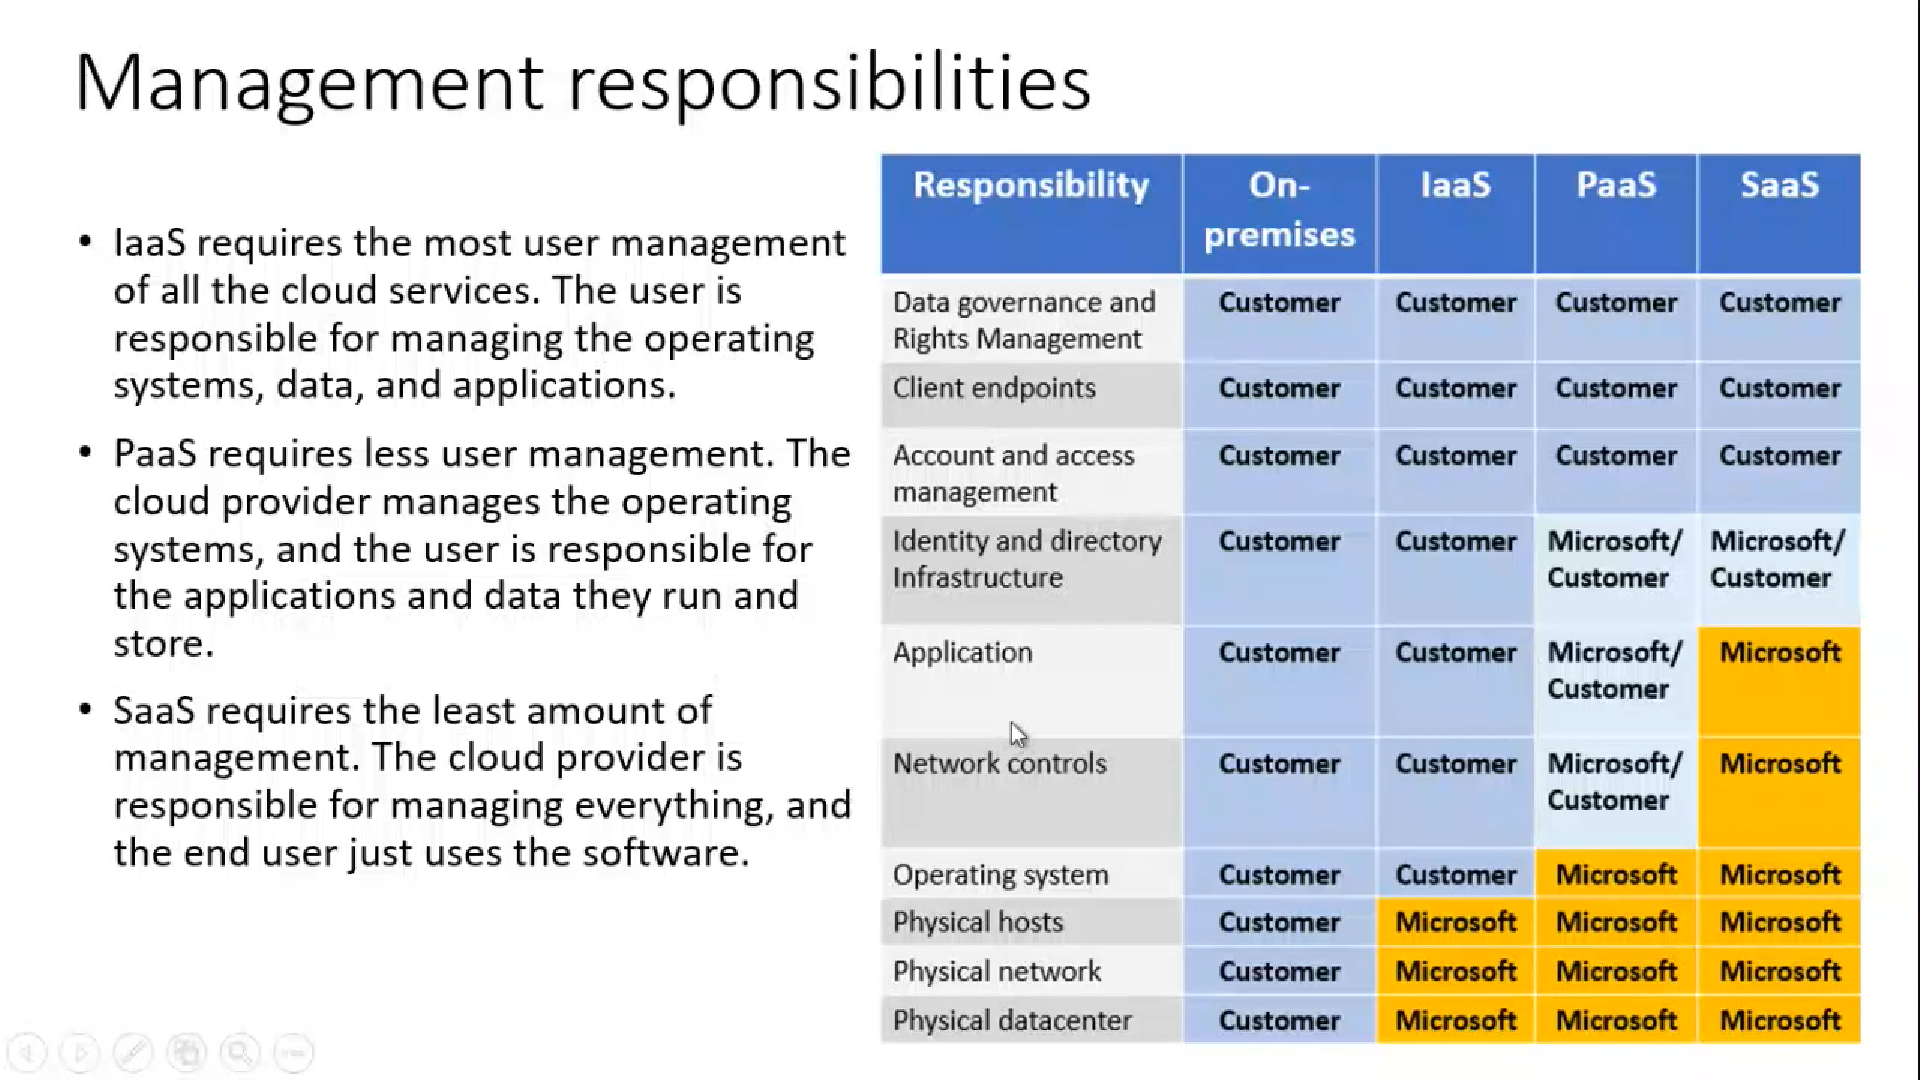 Management responsibilities
• IaaS requires the most user management
of all the cloud services. The user is
responsible for managing the operating
systems, data, and applications.
• PaaS requires less user management. The
cloud provider manages the operating
systems, and the user is responsible for
the applications and data they run and
store.
• SaaS requires the least amount of
management. The cloud provider is
responsible for managing everything, and
the end user just uses the software.
Responsibility On- IaaS PaaS SaaS
premises
Data governance and Customer Customer Customer Customer
Rights Management
Client endpoints Customer Customer Customer Customer
Account and access Customer Customer Customer Customer
management
Identity and directory Customer Customer Microsoft/ Microsoft/
Infrastructure Customer Customer
Application Customer Customer Microsoft/ Microsoft
Customer
Network controls Customer Customer Microsoft/ Microsoft
Customer
Operating system Customer Customer Microsoft Microsoft
Physical hosts Customer Microsoft Microsoft Microsoft
Physical network Customer Microsoft Microsoft Microsoft
Physical datacenter Customer Microsoft Microsoft Microsoft